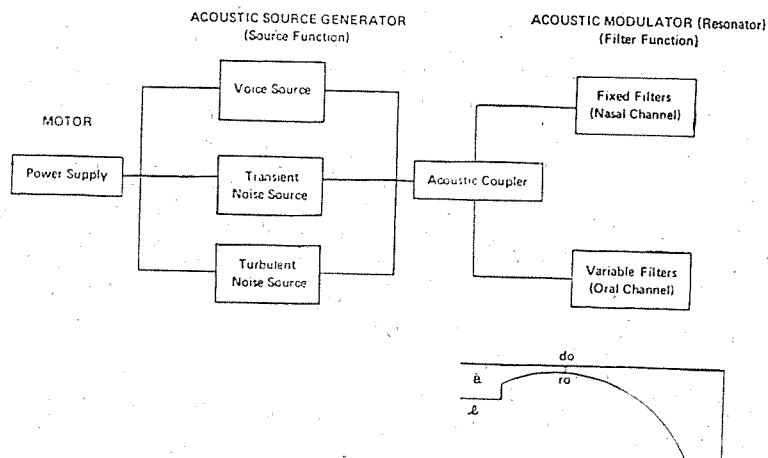 ACOUSTIC SOURCE GENERATOR
(Source Function)
ACOUSTIC MODULATOR (Resonator)
(Filter Function)
MOTOR
Power Supply
Voice Source
Transient
Noise Source
Turbulent
Noise Source
Acoustic Coupler
Fixed Filters
(Nasal Channel)
Variable Filters
(Oral Channel)
do
a
ro
ℓ